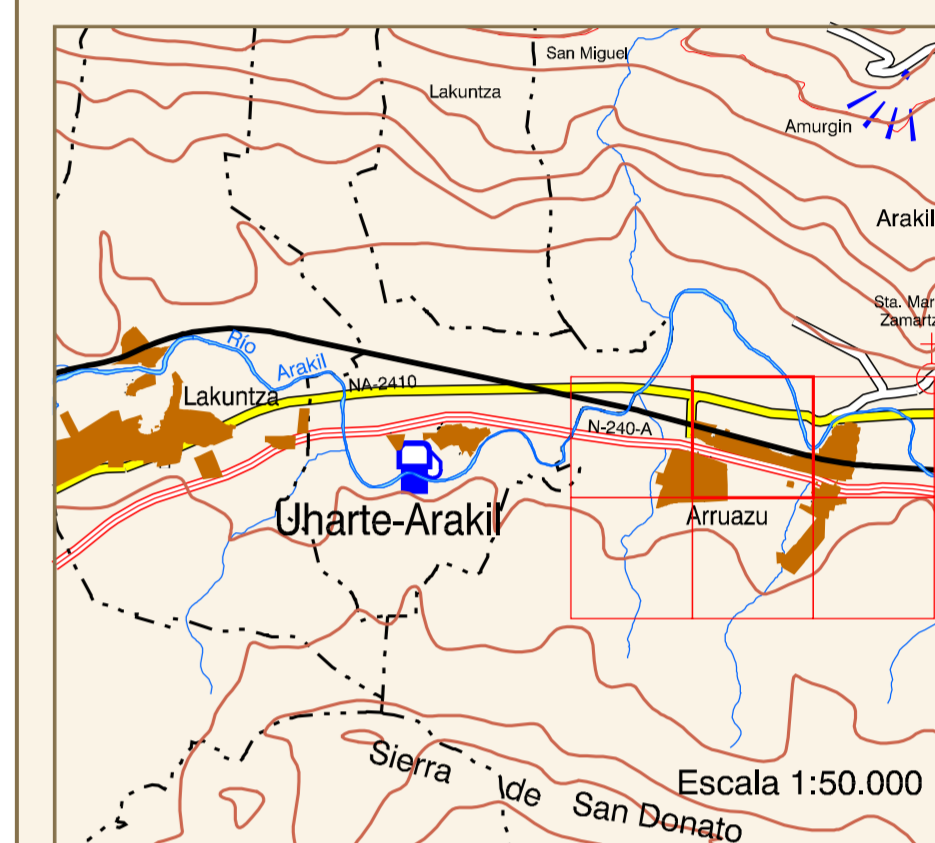 San Miguel
Lakuntza
Amurgin
Arakil
Sta. Mar
Zamartz
Río Arakil
NA-2410
Lakuntza
N-240-A
Uharte-Arakil
Arruazu
Sierra de San Donato
Escala 1:50.000